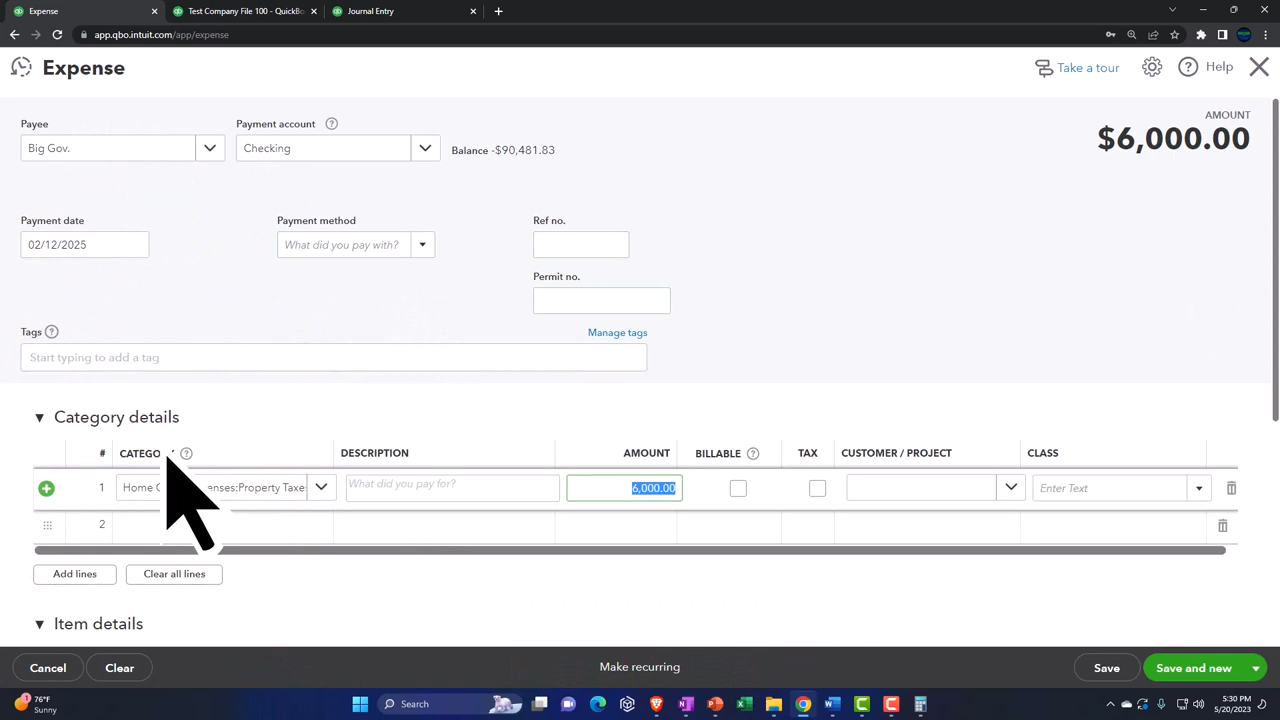 Expense
Test Company File 100 - QuickBo
Journal Entry
app.qbo.intuit.com/app/expense
Expense
Take a tour
Help
Payee
Payment account
AMOUNT
Big Gov.
Checking
Balance -$90,481.83
$6,000.00
Payment date
Payment method
Ref no.
02/12/2025
What did you pay with?
Permit no.
Tags
Manage tags
Start typing to add a tag
Category details
# DESCRIPTION AMOUNT BILLABLE TAX CUSTOMER / PROJECT CLASS
1 Home :Property Taxe: What did you pay for? 6,000.00 Enter Text
2
Add lines
Clear all lines
Item details
Cancel
Clear
Make recurring
Save
Save and new
76°F
Sunny
Search
5:30 PM
5/20/2023